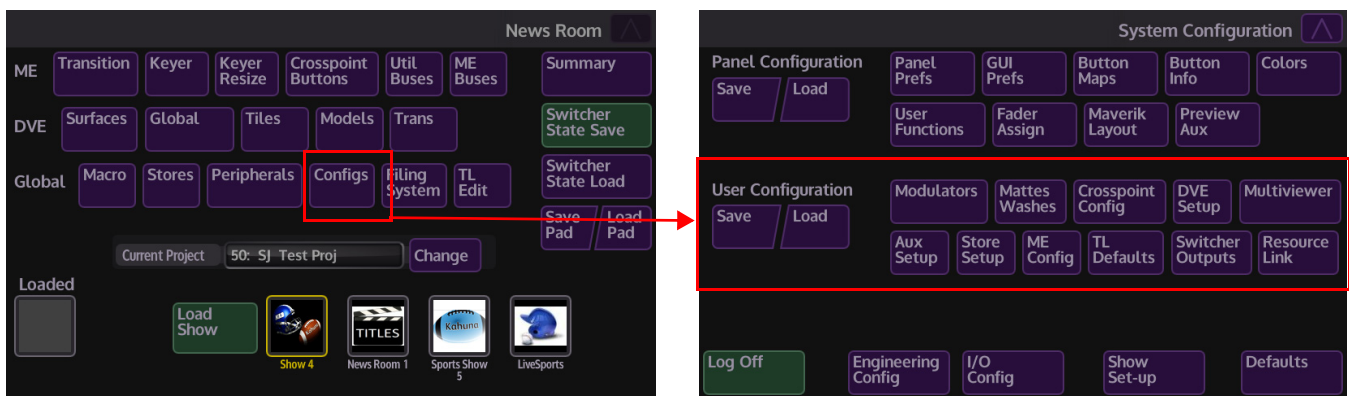 News Room
ME
Transition
Keyer
Keyer
Resize
Crosspoint
Buttons
Util
Buses
ME
Buses
Summary
DVE
Surfaces
Global
Tiles
Models
Trans
Switcher
State Save
Global
Macro
Stores
Peripherals
Configs
Filing
System
TL
Edit
Switcher
State Load
Save
Pad
Load
Pad
Current Project
50: SJ Test Proj
Change
Loaded
Load
Show
TITLES
Kahuna
Show 4
News Room 1
Sports Show
5
LiveSports
System Configuration
Panel Configuration
Save
Load
Panel
Prefs
GUI
Prefs
Button
Maps
Button
Info
Colors
User
Functions
Fader
Assign
Maverik
Layout
Preview
Aux
User Configuration
Save
Load
Modulators
Mattes
Washes
Crosspoint
Config
DVE
Setup
Multiviewer
Aux
Setup
Store
Setup
ME
Config
TL
Defaults
Switcher
Outputs
Resource
Link
Log Off
Engineering
Config
I/O
Config
Show
Set-up
Defaults